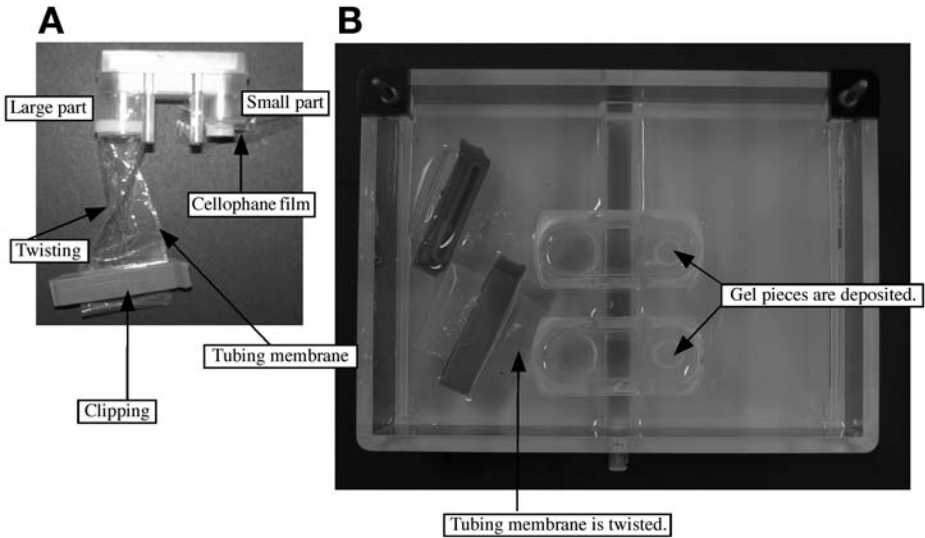 A
B
Large part
Small part
Cellophane film
Twisting
Gel pieces are deposited.
Tubing membrane
Clipping
Tubing membrane is twisted.